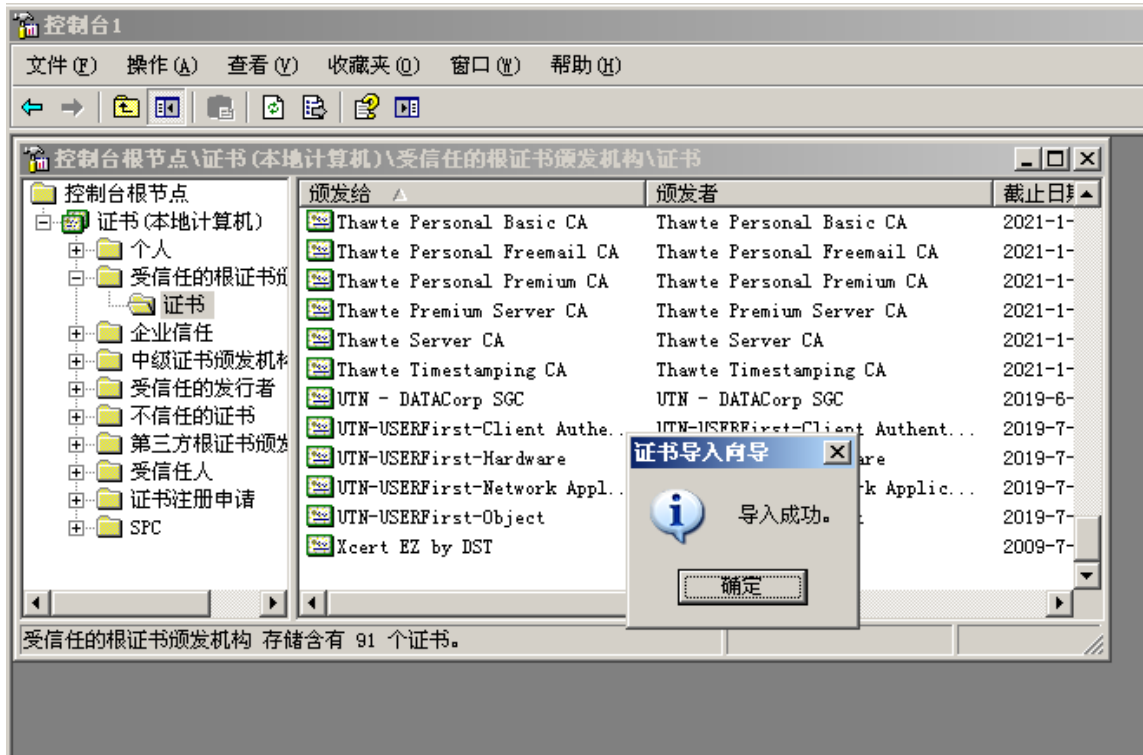 控制台1
文件(F) 操作(A) 查看(V) 收藏夹(O) 窗口(W) 帮助(H)
控制台根节点\证书(本地计算机)\受信任的根证书颁发机构\证书
控制台根节点
证书(本地计算机)
个人
受信任的根证书颁
证书
企业信任
中级证书颁发机构
受信任的发行者
不信任的证书
第三方根证书颁发
受信任人
证书注册申请
SPC
颁发给 颁发者 截止日期
Thawte Personal Basic CA Thawte Personal Basic CA 2021-1-
Thawte Personal Freemail CA Thawte Personal Freemail CA 2021-1-
Thawte Personal Premium CA Thawte Personal Premium CA 2021-1-
Thawte Premium Server CA Thawte Premium Server CA 2021-1-
Thawte Server CA Thawte Server CA 2021-1-
Thawte Timestamping CA Thawte Timestamping CA 2021-1-
UTN - DATACorp SGC UTN - DATACorp SGC 2019-6-
UTN-USERFirst-Client Authe... UTN-USERFirst-Client Authent... 2019-7-
UTN-USERFirst-Hardware are 2019-7-
UTN-USERFirst-Network Appl... rk Applic... 2019-7-
UTN-USERFirst-Object 2019-7-
Xcert EZ by DST 2009-7-
证书导入向导
导入成功。
确定
受信任的根证书颁发机构 存储含有 91 个证书。